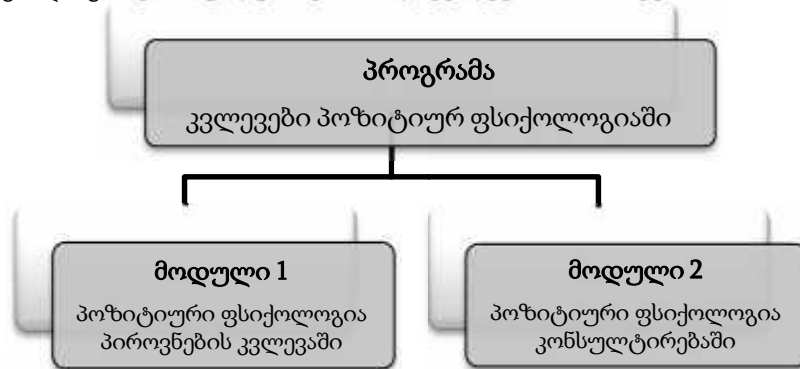 პროგრამა
კვლევები პოზიტიურ ფსიქოლოგიაში
მოდული 1
პოზიტიური ფსიქოლოგია
პიროვნების კვლევაში
მოდული 2
პოზიტიური ფსიქოლოგია
კონსულტირებაში